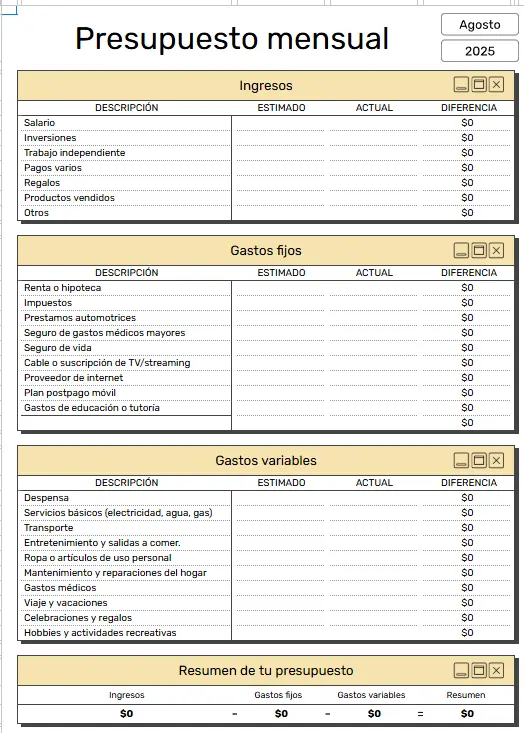 Presupuesto mensual
Agosto
2025
Ingresos
DESCRIPCIÓN ESTIMADO ACTUAL DIFERENCIA
Salario $0
Inversiones $0
Trabajo independiente $0
Pagos varios $0
Regalos $0
Productos vendidos $0
Otros $0
Gastos fijos
DESCRIPCIÓN ESTIMADO ACTUAL DIFERENCIA
Renta o hipoteca $0
Impuestos $0
Prestamos automotrices $0
Seguro de gastos médicos mayores $0
Seguro de vida $0
Cable o suscripción de TV/streaming $0
Proveedor de internet $0
Plan postpago móvil $0
Gastos de educación o tutoría $0
$0
Gastos variables
DESCRIPCIÓN ESTIMADO ACTUAL DIFERENCIA
Despensa $0
Servicios básicos (electricidad, agua, gas) $0
Transporte $0
Entretenimiento y salidas a comer. $0
Ropa o artículos de uso personal $0
Mantenimiento y reparaciones del hogar $0
Gastos médicos $0
Viaje y vacaciones $0
Celebraciones y regalos $0
Hobbies y actividades recreativas $0
Resumen de tu presupuesto
Ingresos Gastos fijos Gastos variables Resumen
$0 - $0 - $0 = $0